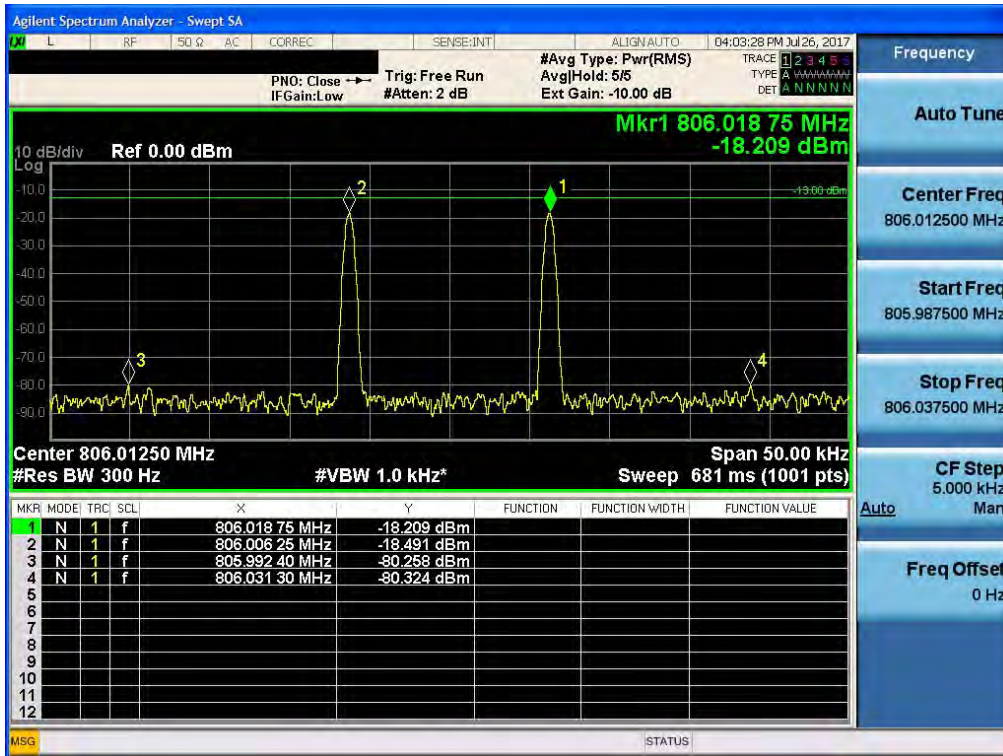 Agilent Spectrum Analyzer - Swept SA
L RF 50 Ω AC CORREC SENSE:INT ALIGN AUTO 04:03:28 PM Jul 26, 2017
Frequency
PNO: Close Trig: Free Run #Avg Type: Pwr(RMS) TRACE 1 2 3 4 5 6
IFGain:Low #Atten: 2 dB Avg|Hold: 5/5 TYPE A
Ext Gain: -10.00 dB DET A N N N N N
Auto Tune
Mkr1 806.018 75 MHz
-18.209 dBm
10 dB/div Ref 0.00 dBm
Log
-10.0
-20.0
-30.0
-40.0
-50.0
-60.0
-70.0
-80.0
-90.0
2
1
-13.00 dBm
3
4
Center Freq
806.012500 MHz
Start Freq
805.987500 MHz
Stop Freq
806.037500 MHz
CF Step
5.000 kHz
Auto Man
Freq Offset
0 Hz
Center 806.01250 MHz Span 50.00 kHz
#Res BW 300 Hz #VBW 1.0 kHz* Sweep 681 ms (1001 pts)
MKR MODE TRC SCL X Y FUNCTION FUNCTION WIDTH FUNCTION VALUE
1 N 1 f 806.018 75 MHz -18.209 dBm
2 N 1 f 806.006 25 MHz -18.491 dBm
3 N 1 f 805.992 40 MHz -80.258 dBm
4 N 1 f 806.031 30 MHz -80.324 dBm
5
6
7
8
9
10
11
12
MSG STATUS